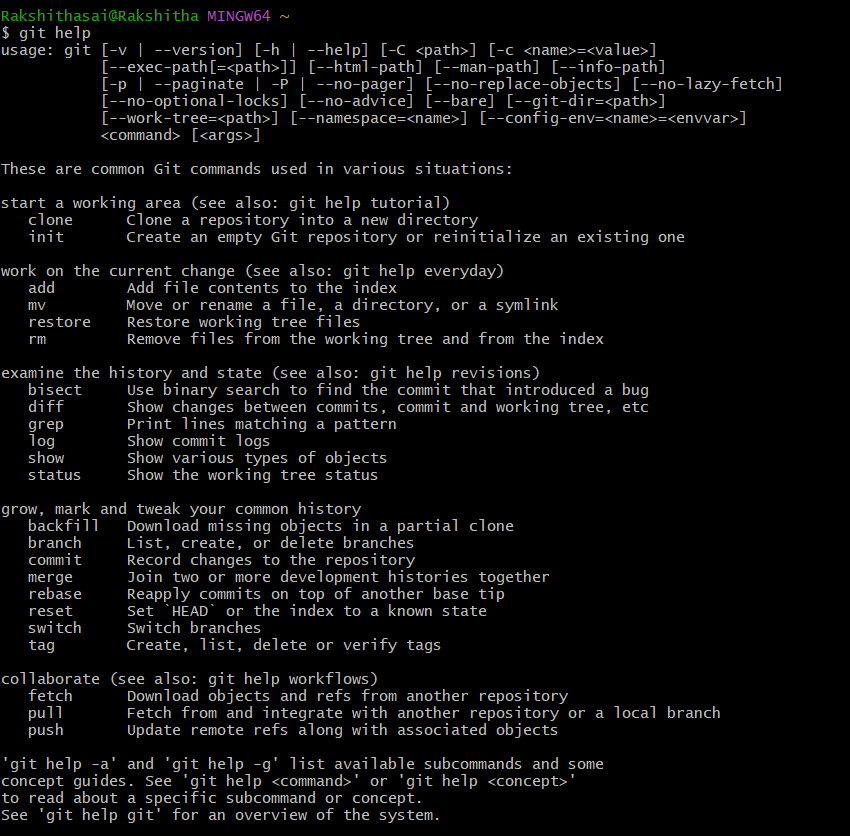 Rakshithasai@Rakshitha MINGW64 ~
$ git help
usage: git [-v | --version] [-h | --help] [-C <path>] [-c <name>=<value>]
           [--exec-path[=<path>]] [--html-path] [--man-path] [--info-path]
           [-p | --paginate | -P | --no-pager] [--no-replace-objects] [--no-lazy-fetch]
           [--no-optional-locks] [--no-advice] [--bare] [--git-dir=<path>]
           [--work-tree=<path>] [--namespace=<name>] [--config-env=<name>=<envvar>]
           <command> [<args>]

These are common Git commands used in various situations:

start a working area (see also: git help tutorial)
   clone      Clone a repository into a new directory
   init       Create an empty Git repository or reinitialize an existing one

work on the current change (see also: git help everyday)
   add        Add file contents to the index
   mv         Move or rename a file, a directory, or a symlink
   restore    Restore working tree files
   rm         Remove files from the working tree and from the index

examine the history and state (see also: git help revisions)
   bisect     Use binary search to find the commit that introduced a bug
   diff       Show changes between commits, commit and working tree, etc
   grep       Print lines matching a pattern
   log        Show commit logs
   show       Show various types of objects
   status     Show the working tree status

grow, mark and tweak your common history
   backfill   Download missing objects in a partial clone
   branch     List, create, or delete branches
   commit     Record changes to the repository
   merge      Join two or more development histories together
   rebase     Reapply commits on top of another base tip
   reset      Set `HEAD` or the index to a known state
   switch     Switch branches
   tag        Create, list, delete or verify tags

collaborate (see also: git help workflows)
   fetch      Download objects and refs from another repository
   pull       Fetch from and integrate with another repository or a local branch
   push       Update remote refs along with associated objects

'git help -a' and 'git help -g' list available subcommands and some
concept guides. See 'git help <command>' or 'git help <concept>'
to read about a specific subcommand or concept.
See 'git help git' for an overview of the system.